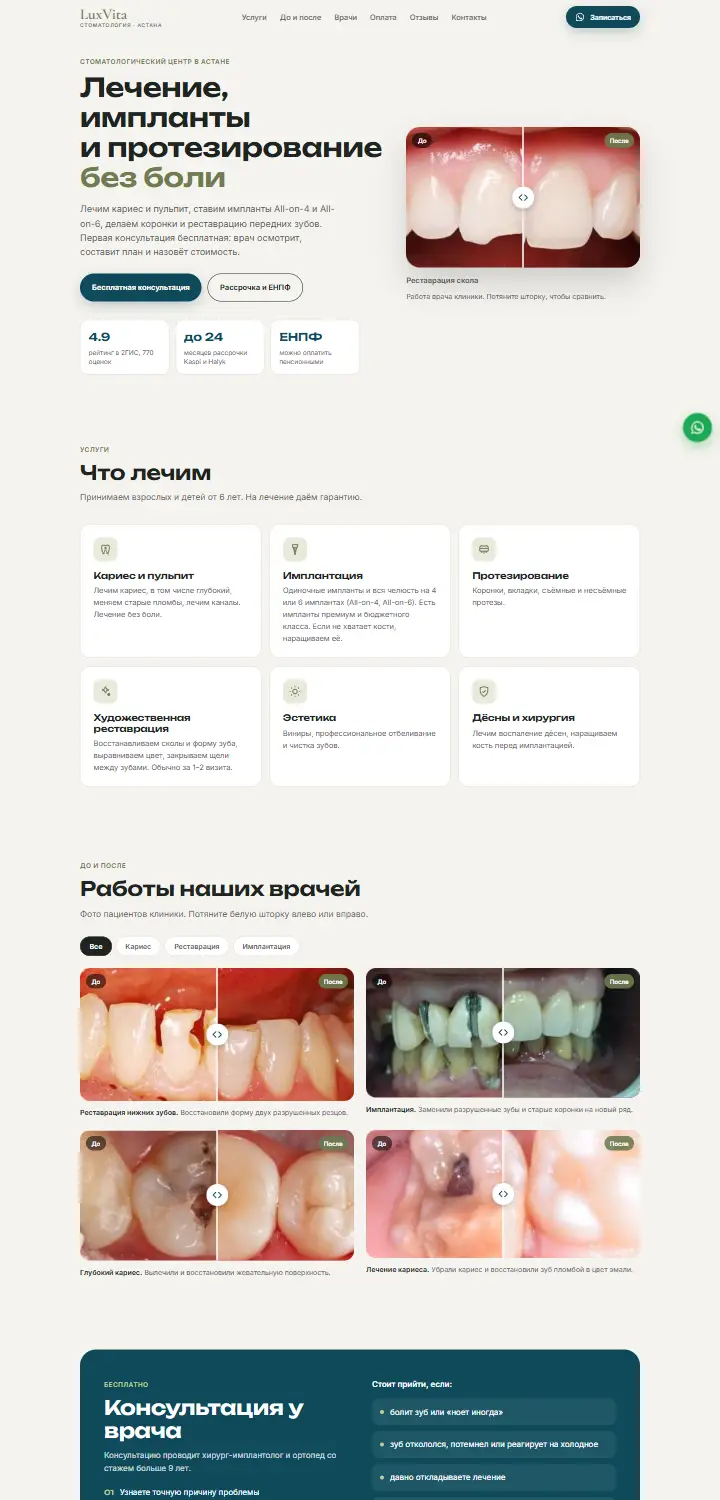 LuxVita
СТОМАТОЛОГИЯ · АСТАНА
Услуги До и после Врачи Оплата Отзывы Контакты
Записаться
СТОМАТОЛОГИЧЕСКИЙ ЦЕНТР В АСТАНЕ
Лечение,
импланты
и протезирование
без боли
Лечим кариес и пульпит, ставим импланты All-on-4 и All-
on-6, делаем коронки и реставрацию передних зубов.
Первая консультация бесплатная: врач осмотрит,
составит план и назовёт стоимость.
Бесплатная консультация
Рассрочка и ЕНПФ
4.9
рейтинг в 2ГИС, 770
оценок
до 24
месяцев рассрочки
Kaspi и Halyk
ЕНПФ
можно оплатить
пенсионными
До
После
Реставрация скола
Работа врача клиники. Потяните шторку, чтобы сравнить.
УСЛУГИ
Что лечим
Принимаем взрослых и детей от 6 лет. На лечение даём гарантию.
Кариес и пульпит
Лечим кариес, в том числе глубокий,
меняем старые пломбы, лечим каналы.
Лечение без боли.
Имплантация
Одиночные импланты и вся челюсть на 4
или 6 имплантах (All-on-4, All-on-6). Есть
импланты премиум и бюджетного
класса. Если не хватает кости,
наращиваем её.
Протезирование
Коронки, вкладки, съёмные и несъёмные
протезы.
Художественная
реставрация
Восстанавливаем сколы и форму зуба,
выравниваем цвет, закрываем щели
между зубами. Обычно за 1–2 визита.
Эстетика
Виниры, профессиональное отбеливание
и чистка зубов.
Дёсны и хирургия
Лечим воспаление дёсен, наращиваем
кость перед имплантацией.
ДО И ПОСЛЕ
Работы наших врачей
Фото пациентов клиники. Потяните белую шторку влево или вправо.
Все Кариес Реставрация Имплантация
До
После
Реставрация нижних зубов. Восстановили форму двух разрушенных резцов.
До
После
Имплантация. Заменили разрушенные зубы и старые коронки на новый ряд.
До
После
Глубокий кариес. Вылечили и восстановили жевательную поверхность.
До
После
Лечение кариеса. Убрали кариес и восстановили зуб пломбой в цвет эмали.
БЕСПЛАТНО
Консультация у
врача
Консультацию проводит хирург-имплантолог и ортопед со
стажем больше 9 лет.
01 Узнаете точную причину проблемы
Стоит прийти, если:
болит зуб или «ноет иногда»
зуб откололся, потемнел или реагирует на холодное
давно откладываете лечение